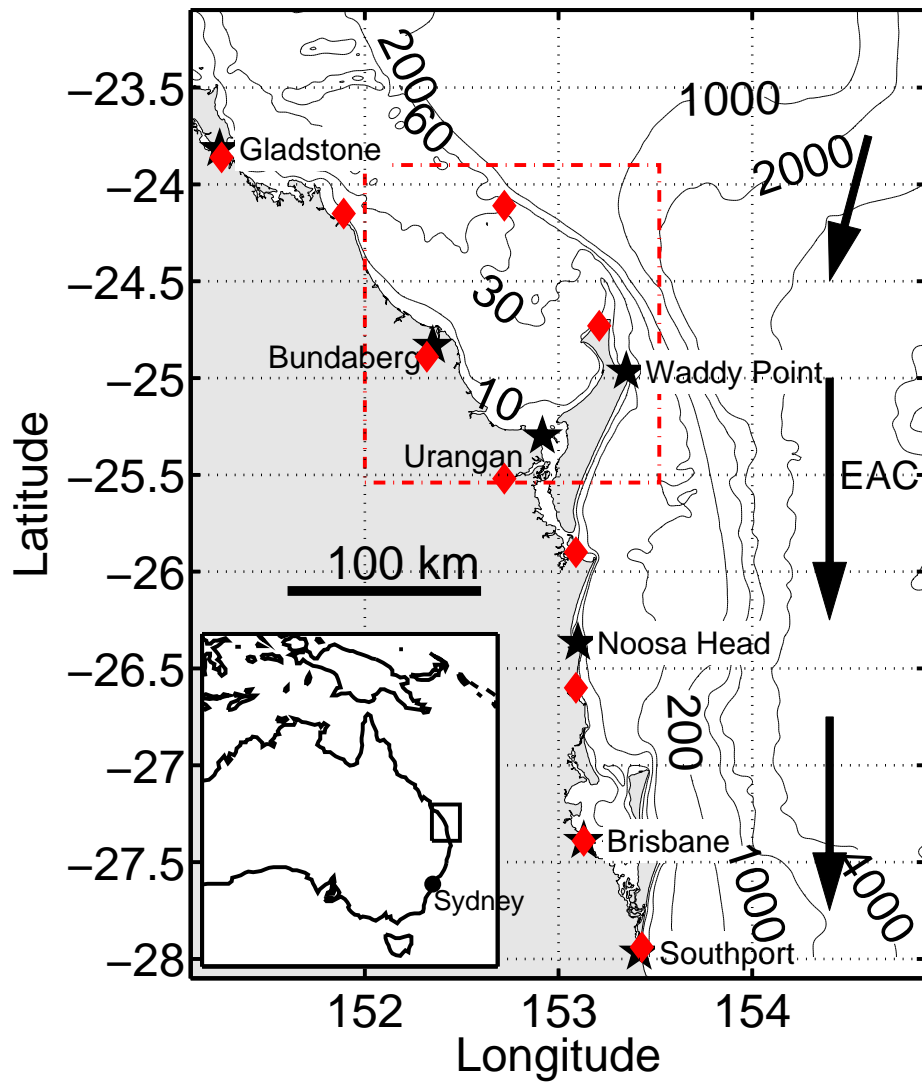 200
60
1000
2000
−23.5
Gladstone
−24
−24.5
30
Bundaberg
Waddy Point
−25
10
Urangan
−25.5
EAC
Latitude
100 km
−26
Noosa Head
−26.5
200
−27
Brisbane
−27.5
1000
4000
Sydney
Southport
−28
152
153
154
Longitude